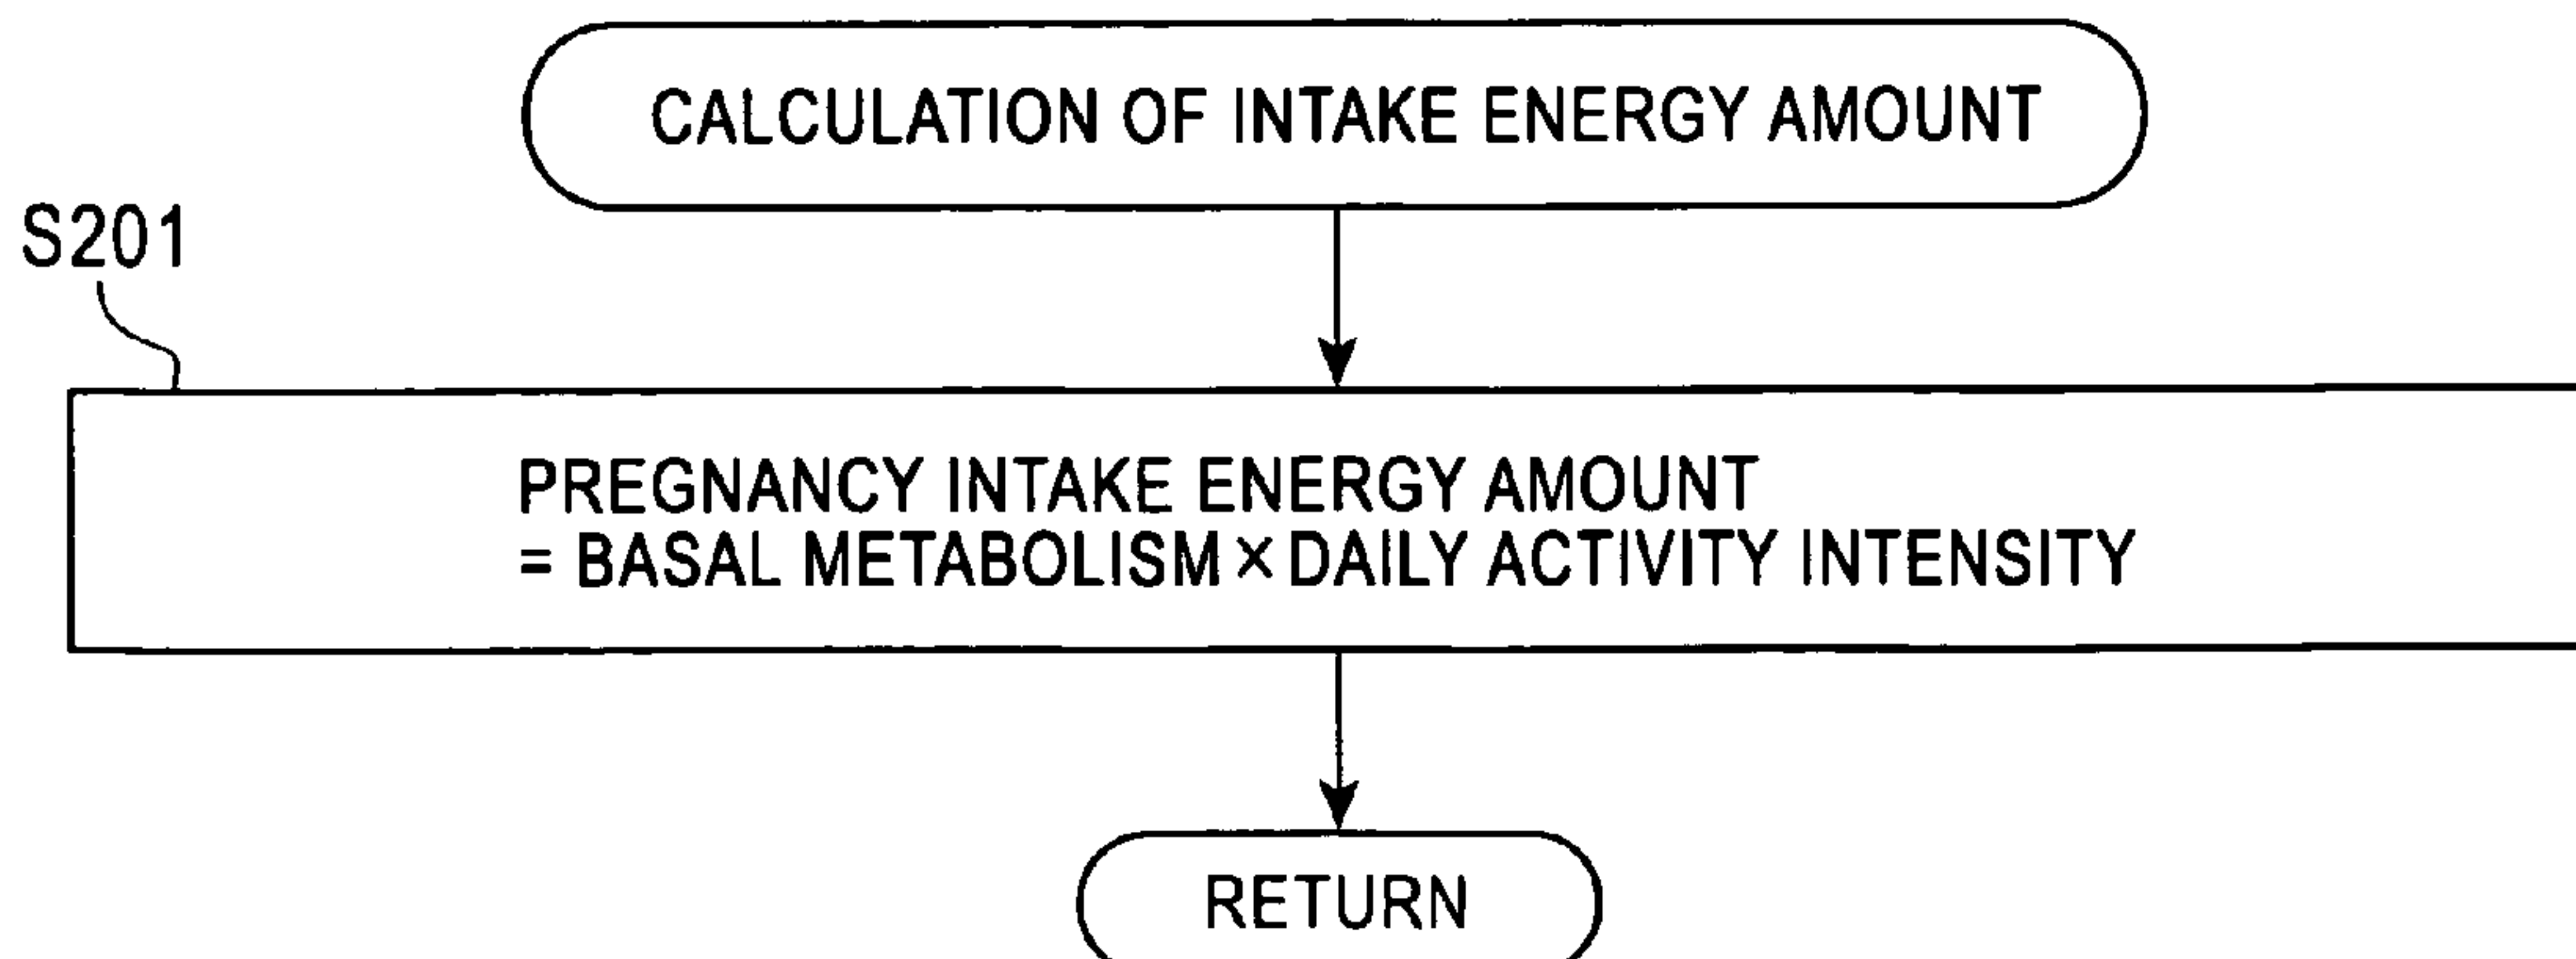 CALCULATION OF INTAKE ENERGY AMOUNT
S201
PREGNANCY INTAKE ENERGY AMOUNT
= BASAL METABOLISM × DAILY ACTIVITY INTENSITY
RETURN